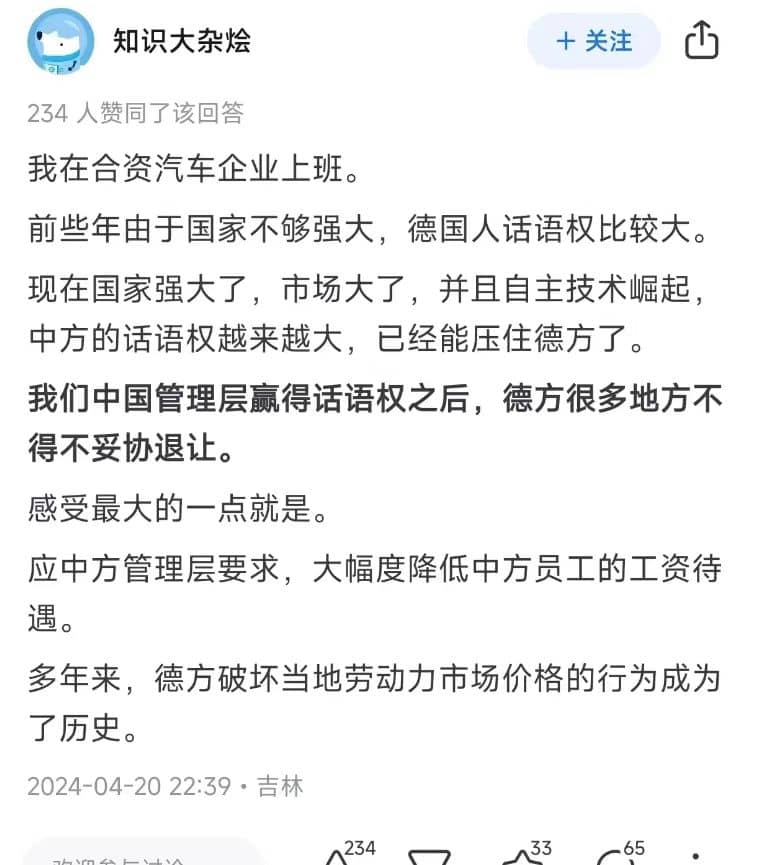 知识大杂烩
+ 关注
234 人赞同了该回答
我在合资汽车企业上班。
前些年由于国家不够强大，德国人话语权比较大。
现在国家强大了，市场大了，并且自主技术崛起，
中方的话语权越来越大，已经能压住德方了。
我们中国管理层赢得话语权之后，德方很多地方不
得不妥协退让。
感受最大的一点就是。
应中方管理层要求，大幅度降低中方员工的工资待
遇。
多年来，德方破坏当地劳动力市场价格的行为成为
了历史。
2024-04-20 22:39 · 吉林
欢迎参与讨论
234
33
65